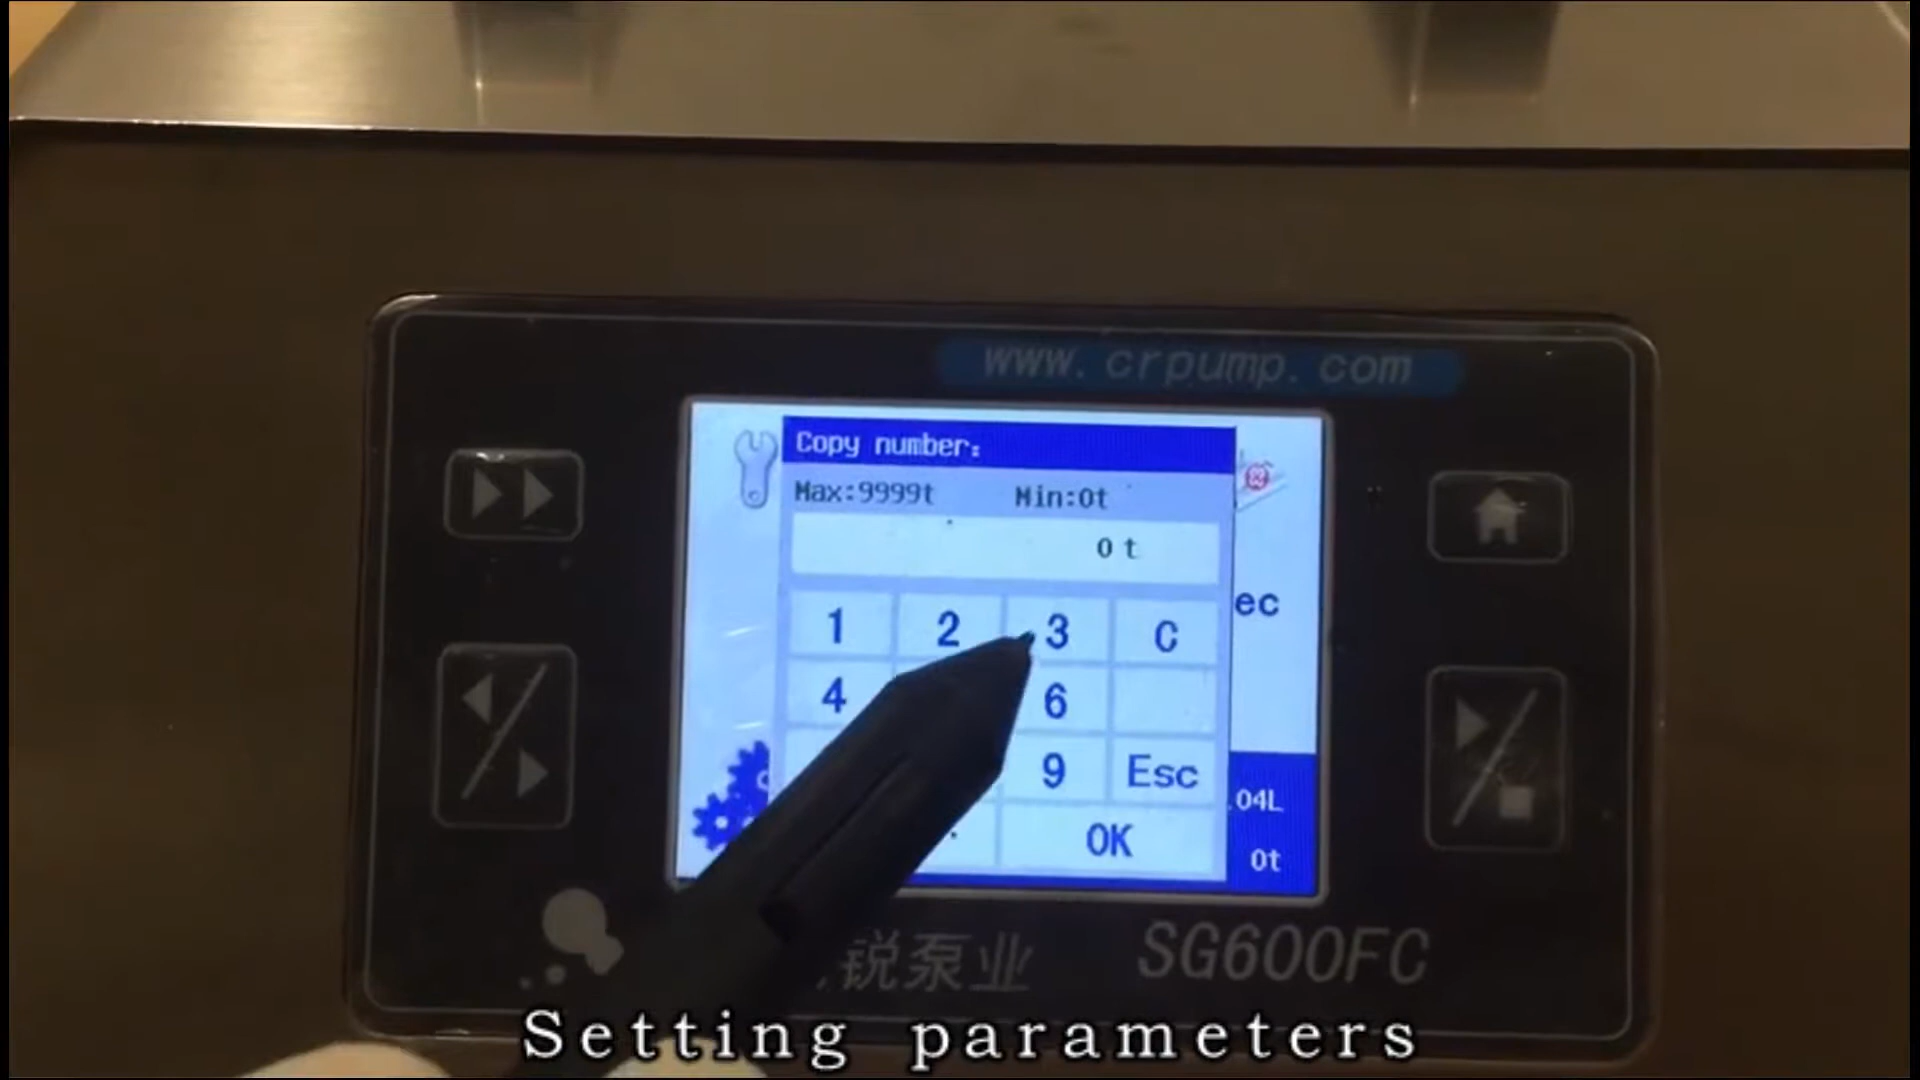 www.crpump.com
Copy number:
Max:9999t Min:0t
0 t
1 2 3 C
4 6
9 Esc
. OK
ec
.04L
0t
锐泵业 SG600FC
Setting parameters